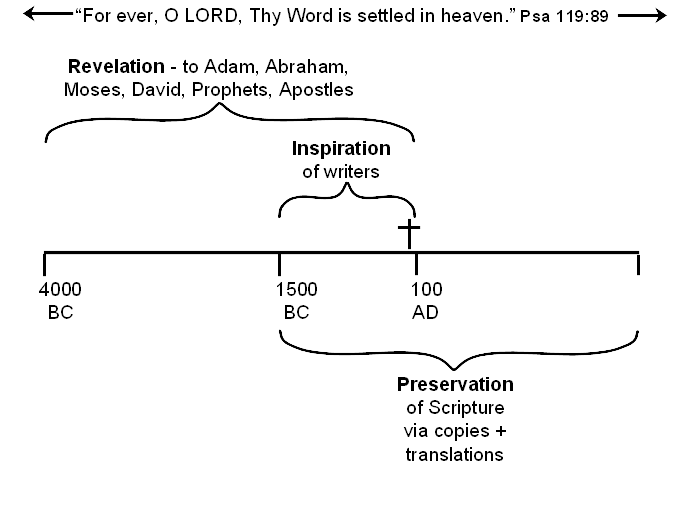 “For ever, O LORD, Thy Word is settled in heaven.” Psa 119:89
Revelation - to Adam, Abraham,
Moses, David, Prophets, Apostles
Inspiration
of writers
4000
BC
1500
BC
100
AD
Preservation
of Scripture
via copies +
translations